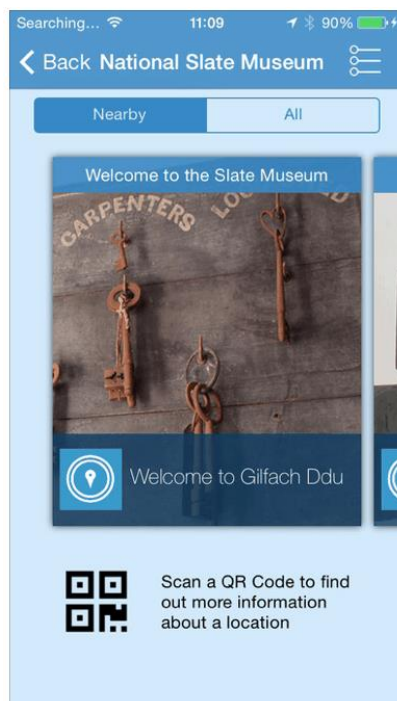 Searching... 11:09 90%
Back National Slate Museum
Nearby All
Welcome to the Slate Museum
CARPENTERS
Welcome to Gilfach Ddu
Scan a QR Code to find
out more information
about a location